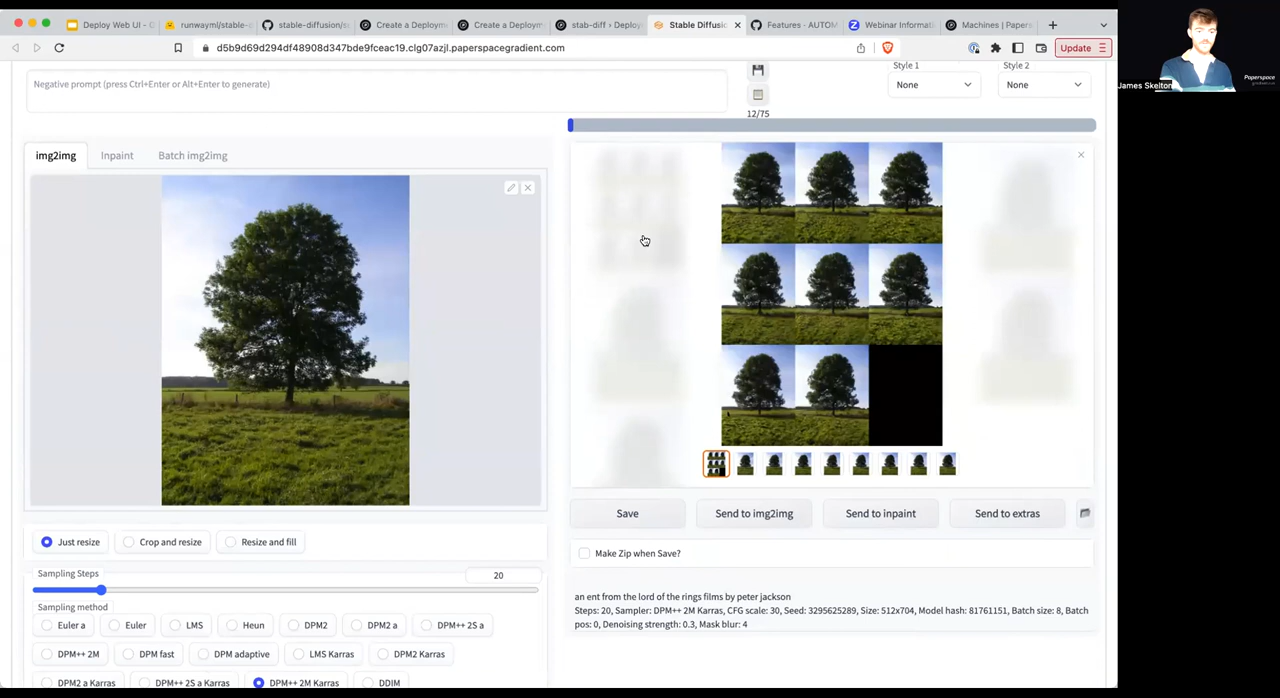 Deploy Web UI - G
runwayml/stable-d
stable-diffusion/s
Create a Deploym
Create a Deploym
stab-diff › Deploy
Stable Diffusio
Features - AUTOM
Webinar Informati
Machines | Papers
d5b9d69d294df48908d347bde9fceac19.clg07azjl.paperspacegradient.com
Update
James Skelton
Paperspace
Negative prompt (press Ctrl+Enter or Alt+Enter to generate)
Style 1
Style 2
None
None
12/75
img2img
Inpaint
Batch img2img
Save
Send to img2img
Send to inpaint
Send to extras
Just resize
Crop and resize
Resize and fill
Make Zip when Save?
Sampling Steps
20
Sampling method
an ent from the lord of the rings films by peter jackson
Steps: 20, Sampler: DPM++ 2M Karras, CFG scale: 30, Seed: 3295625289, Size: 512x704, Model hash: 81761151, Batch size: 8, Batch
pos: 0, Denoising strength: 0.3, Mask blur: 4
Euler a
Euler
LMS
Heun
DPM2
DPM2 a
DPM++ 2S a
DPM++ 2M
DPM fast
DPM adaptive
LMS Karras
DPM2 Karras
DPM2 a Karras
DPM++ 2S a Karras
DPM++ 2M Karras
DDIM